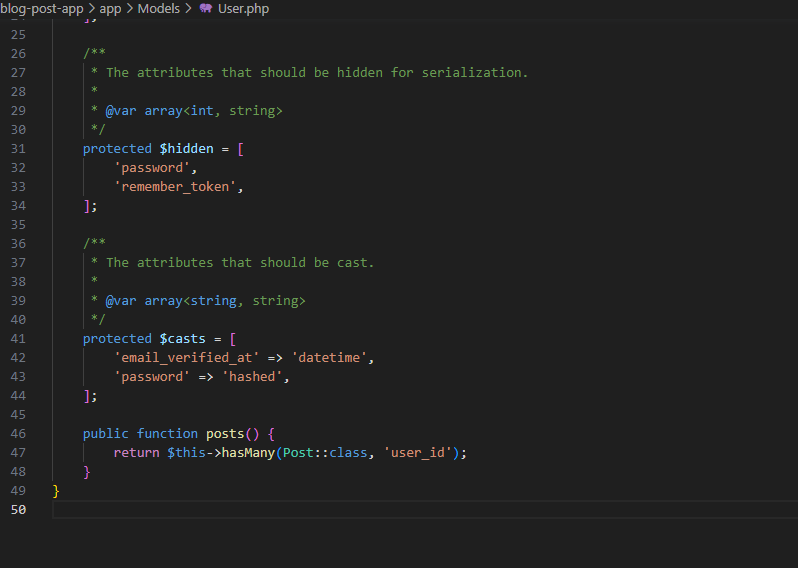 blog-post-app > app > Models > User.php
24 ];
25
26 /**
27 * The attributes that should be hidden for serialization.
28 *
29 * @var array<int, string>
30 */
31 protected $hidden = [
32 'password',
33 'remember_token',
34 ];
35
36 /**
37 * The attributes that should be cast.
38 *
39 * @var array<string, string>
40 */
41 protected $casts = [
42 'email_verified_at' => 'datetime',
43 'password' => 'hashed',
44 ];
45
46 public function posts() {
47 return $this->hasMany(Post::class, 'user_id');
48 }
49 }
50